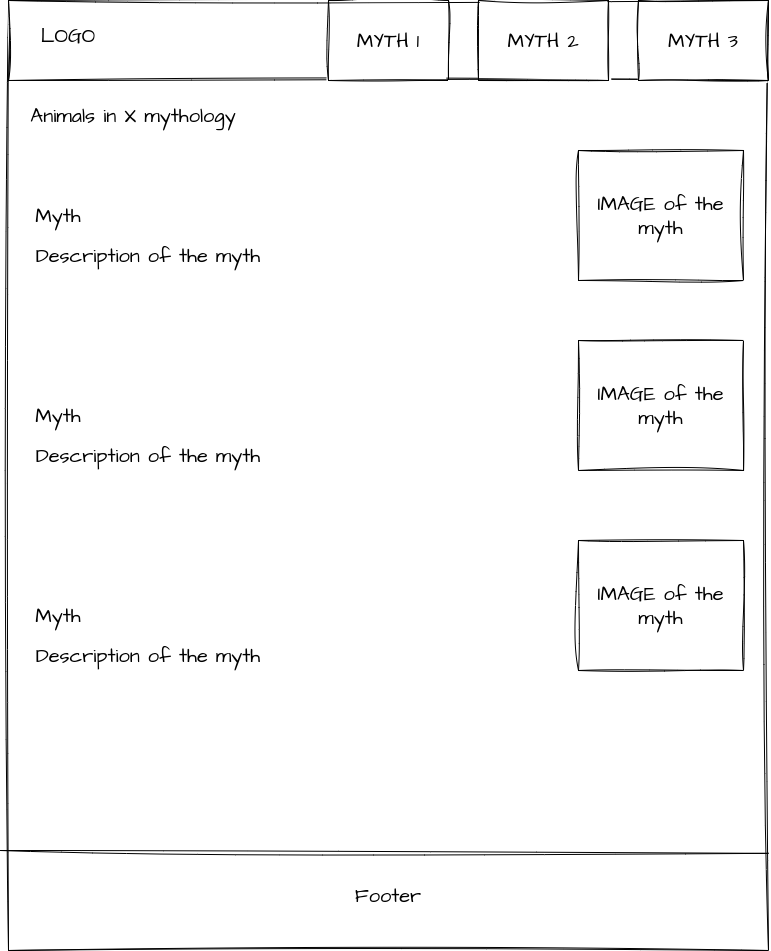 LOGO
MYTH 1
MYTH 2
MYTH 3
Animals in X mythology
IMAGE of the
myth
Myth
Description of the myth
IMAGE of the
myth
Myth
Description of the myth
IMAGE of the
myth
Myth
Description of the myth
Footer